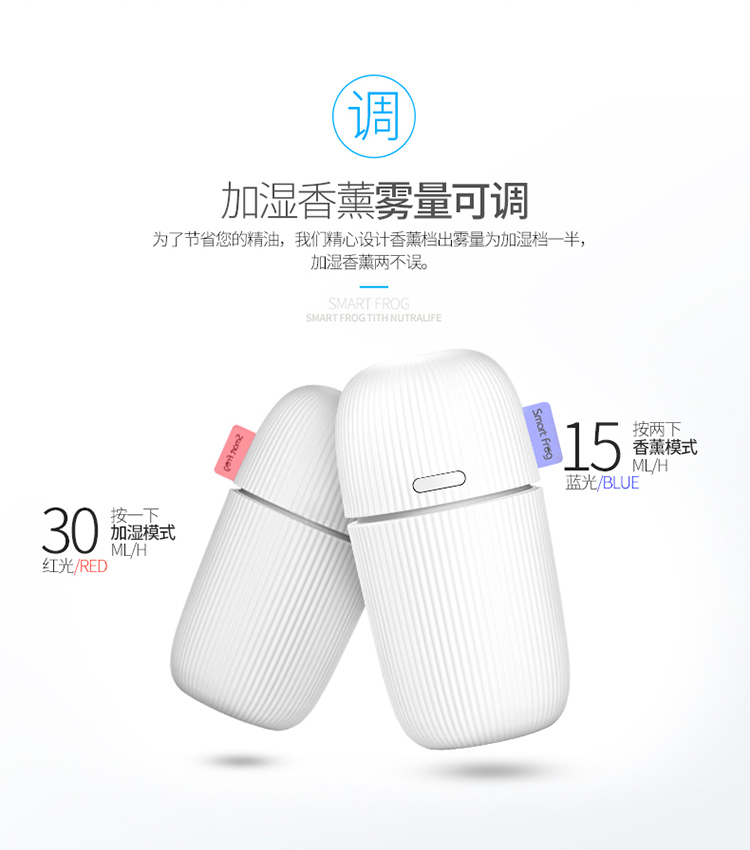 调
加湿香薰雾量可调
为了节省您的精油，我们精心设计香薰档出雾量为加湿档一半，
加湿香薰两不误。
SMART FROG
SMART FROG TITH NUTRALIFE
Smart Frog
Smart Frog
15
按两下
香薰模式
ML/H
蓝光/BLUE
30
按一下
加湿模式
ML/H
红光/RED